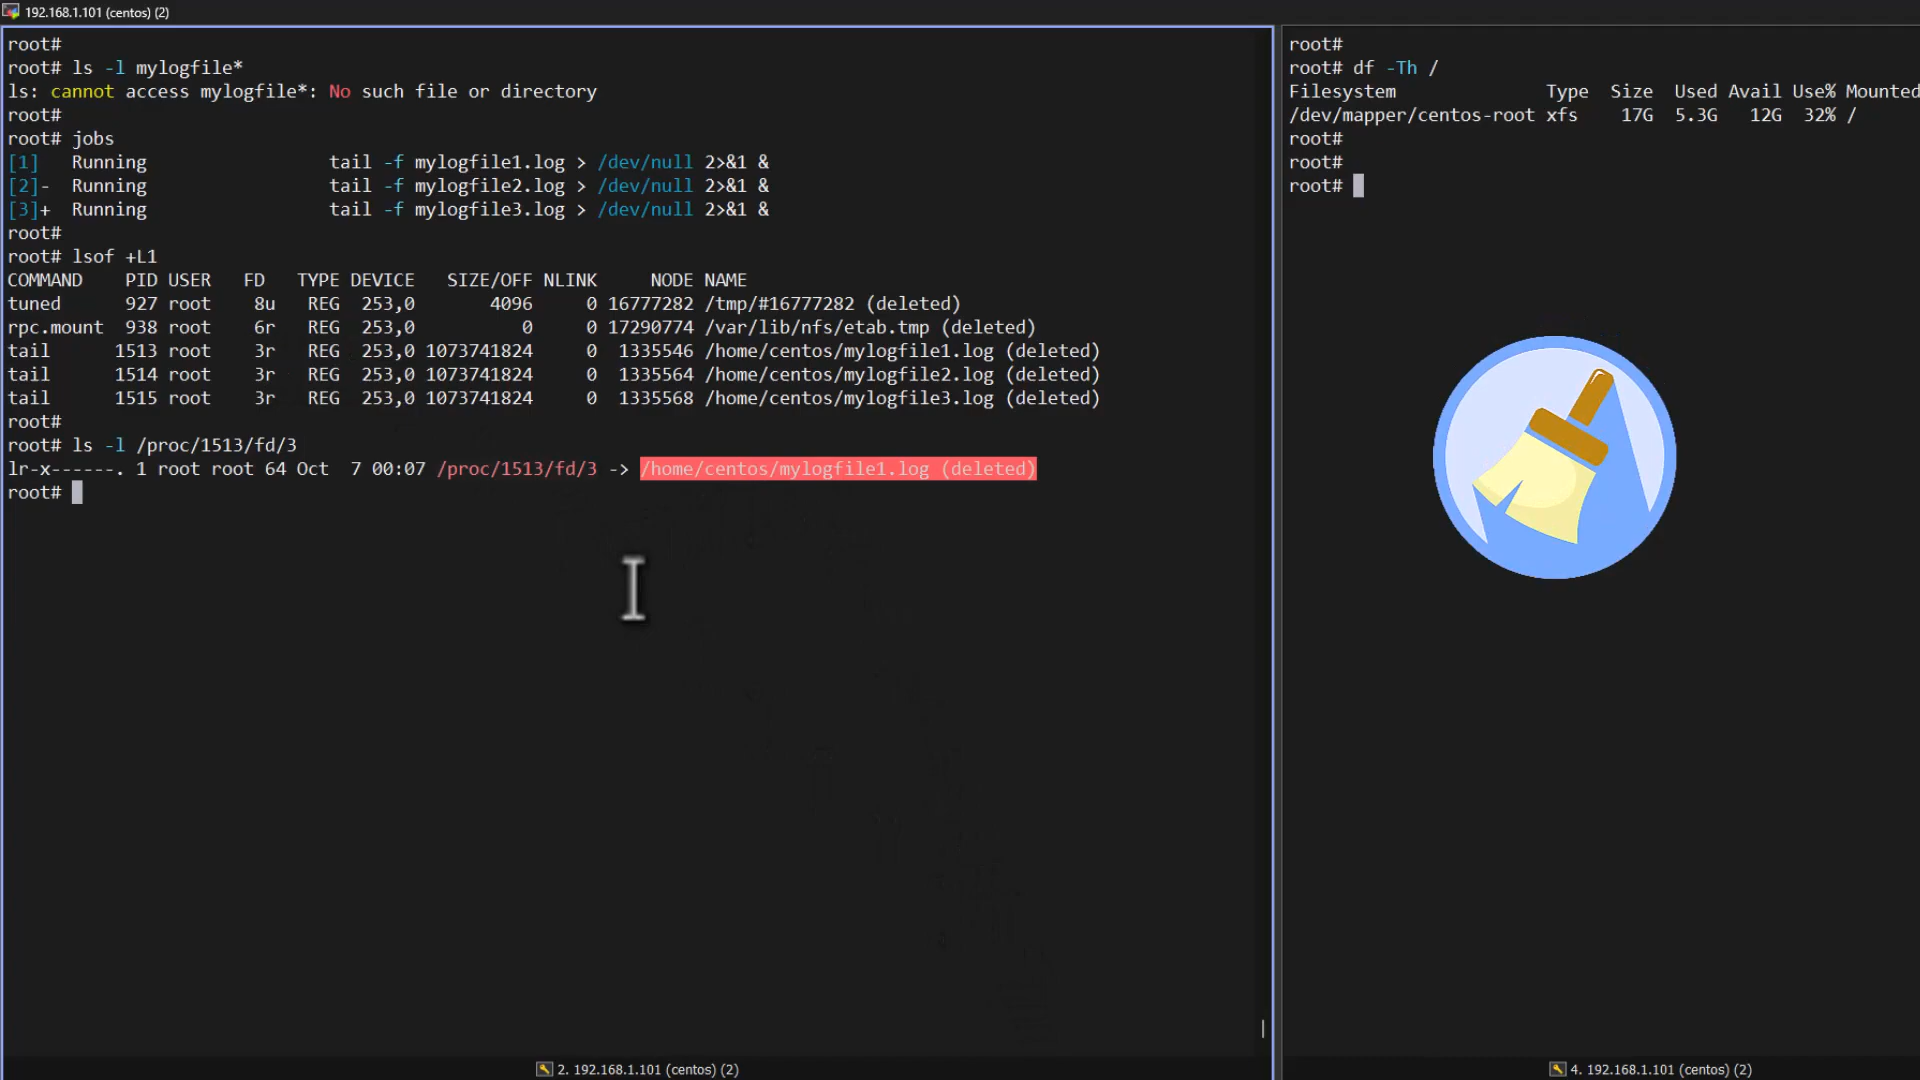 192.168.1.101 (centos) (2)
root#
root# ls -l mylogfile*
ls: cannot access mylogfile*: No such file or directory
root#
root# jobs
[1]   Running                 tail -f mylogfile1.log > /dev/null 2>&1 &
[2]-  Running                 tail -f mylogfile2.log > /dev/null 2>&1 &
[3]+  Running                 tail -f mylogfile3.log > /dev/null 2>&1 &
root#
root# lsof +L1
COMMAND    PID USER   FD   TYPE DEVICE   SIZE/OFF NLINK     NODE NAME
tuned      927 root   8u   REG  253,0       4096     0 16777282 /tmp/#16777282 (deleted)
rpc.mount  938 root   6r   REG  253,0          0     0 17290774 /var/lib/nfs/etab.tmp (deleted)
tail      1513 root   3r   REG  253,0 1073741824     0  1335546 /home/centos/mylogfile1.log (deleted)
tail      1514 root   3r   REG  253,0 1073741824     0  1335564 /home/centos/mylogfile2.log (deleted)
tail      1515 root   3r   REG  253,0 1073741824     0  1335568 /home/centos/mylogfile3.log (deleted)
root#
root# ls -l /proc/1513/fd/3
lr-x------. 1 root root 64 Oct  7 00:07 /proc/1513/fd/3 -> /home/centos/mylogfile1.log (deleted)
root#
2. 192.168.1.101 (centos) (2)
root#
root# df -Th /
Filesystem              Type  Size  Used Avail Use% Mounted
/dev/mapper/centos-root xfs    17G  5.3G   12G  32% /
root#
root#
root#
4. 192.168.1.101 (centos) (2)